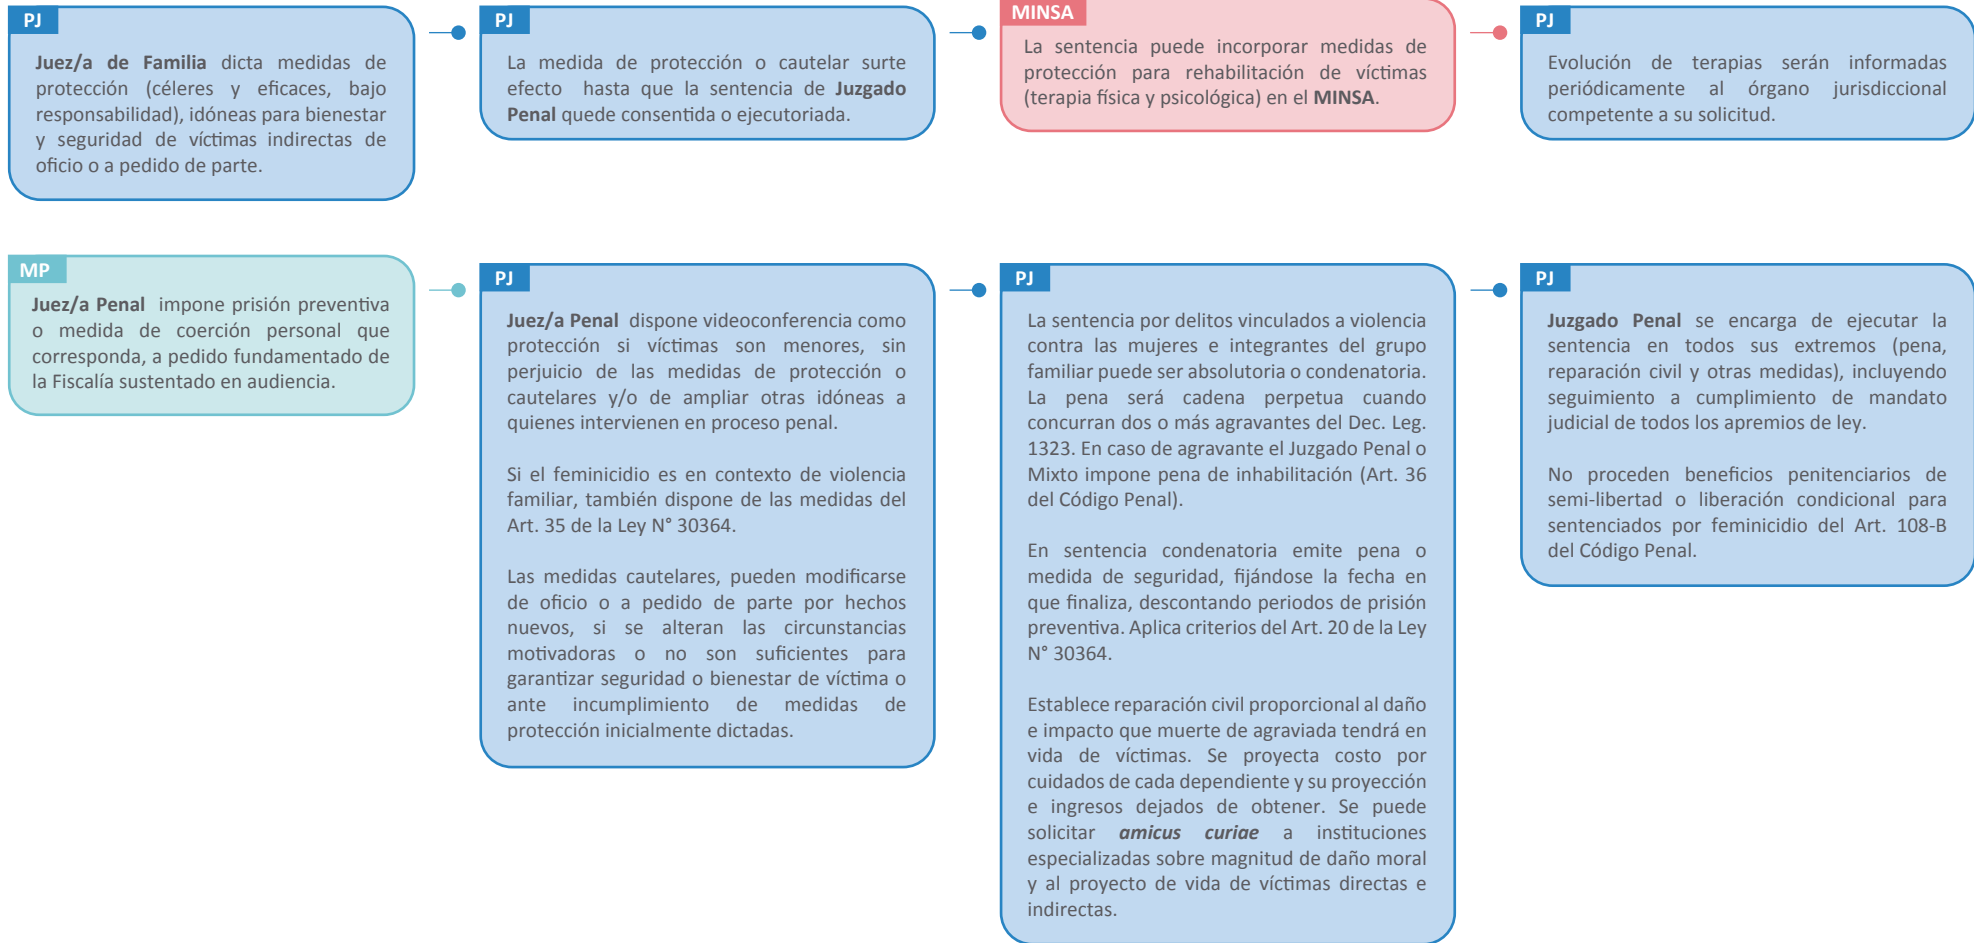 PJ
Juez/a de Familia dicta medidas de
protección (céleres y eficaces, bajo
responsabilidad), idóneas para bienestar
y seguridad de víctimas indirectas de
oficio o a pedido de parte.
PJ
La medida de protección o cautelar surte
efecto hasta que la sentencia de Juzgado
Penal quede consentida o ejecutoriada.
MINSA
La sentencia puede incorporar medidas de
protección para rehabilitación de víctimas
(terapia física y psicológica) en el MINSA.
PJ
Evolución de terapias serán informadas
periódicamente al órgano jurisdiccional
competente a su solicitud.
MP
Juez/a Penal impone prisión preventiva
o medida de coerción personal que
corresponda, a pedido fundamentado de
la Fiscalía sustentado en audiencia.
PJ
Juez/a Penal dispone videoconferencia como
protección si víctimas son menores, sin
perjuicio de las medidas de protección o
cautelares y/o de ampliar otras idóneas a
quienes intervienen en proceso penal.
Si el feminicidio es en contexto de violencia
familiar, también dispone de las medidas del
Art. 35 de la Ley N° 30364.
Las medidas cautelares, pueden modificarse
de oficio o a pedido de parte por hechos
nuevos, si se alteran las circunstancias
motivadoras o no son suficientes para
garantizar seguridad o bienestar de víctima o
ante incumplimiento de medidas de
protección inicialmente dictadas.
PJ
La sentencia por delitos vinculados a violencia
contra las mujeres e integrantes del grupo
familiar puede ser absolutoria o condenatoria.
La pena será cadena perpetua cuando
concurran dos o más agravantes del Dec. Leg.
1323. En caso de agravante el Juzgado Penal o
Mixto impone pena de inhabilitación (Art. 36
del Código Penal).
En sentencia condenatoria emite pena o
medida de seguridad, fijándose la fecha en
que finaliza, descontando periodos de prisión
preventiva. Aplica criterios del Art. 20 de la Ley
N° 30364.
Establece reparación civil proporcional al daño
e impacto que muerte de agraviada tendrá en
vida de víctimas. Se proyecta costo por
cuidados de cada dependiente y su proyección
e ingresos dejados de obtener. Se puede
solicitar amicus curiae a instituciones
especializadas sobre magnitud de daño moral
y al proyecto de vida de víctimas directas e
indirectas.
PJ
Juzgado Penal se encarga de ejecutar la
sentencia en todos sus extremos (pena,
reparación civil y otras medidas), incluyendo
seguimiento a cumplimiento de mandato
judicial de todos los apremios de ley.
No proceden beneficios penitenciarios de
semi-libertad o liberación condicional para
sentenciados por feminicidio del Art. 108-B
del Código Penal.